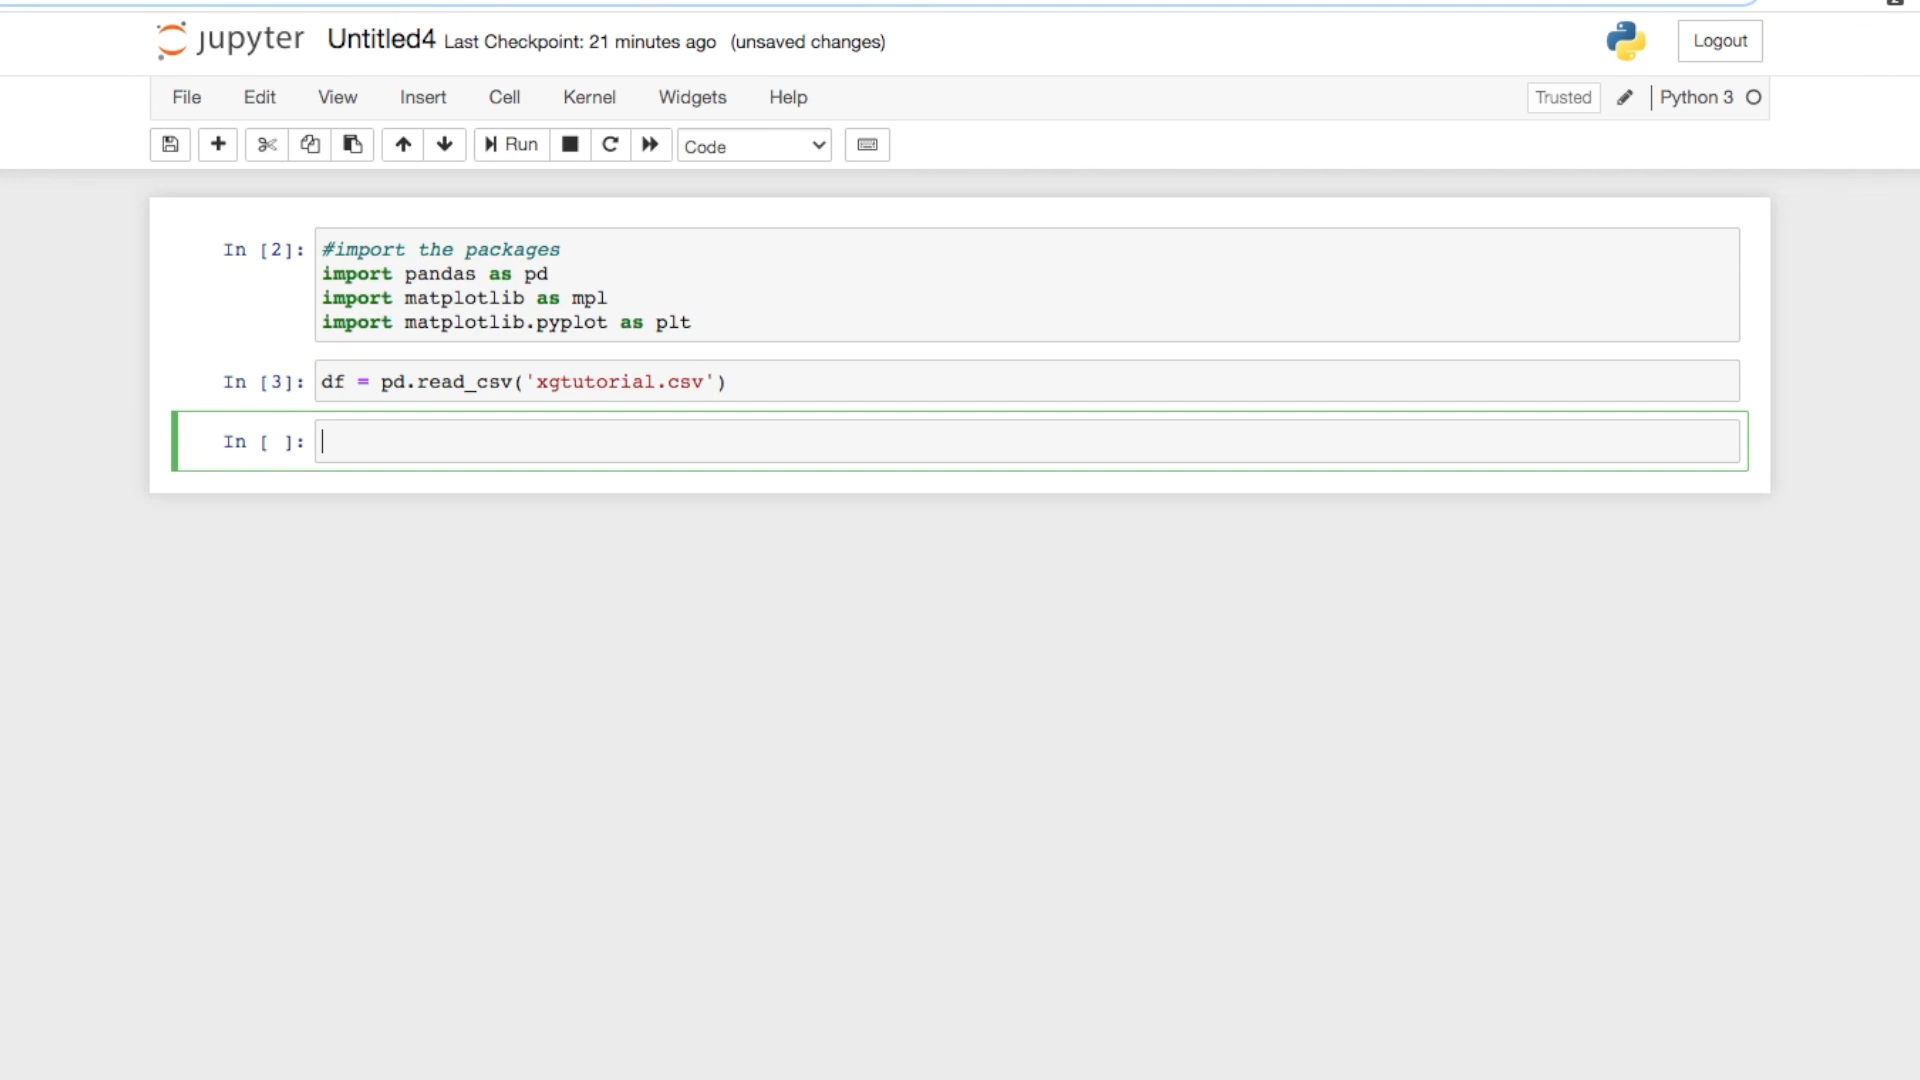 jupyter Untitled4 Last Checkpoint: 21 minutes ago (unsaved changes)
Logout
File Edit View Insert Cell Kernel Widgets Help
Trusted Python 3
Run Code
In [2]: #import the packages
import pandas as pd
import matplotlib as mpl
import matplotlib.pyplot as plt
In [3]: df = pd.read_csv('xgtutorial.csv')
In [ ]: